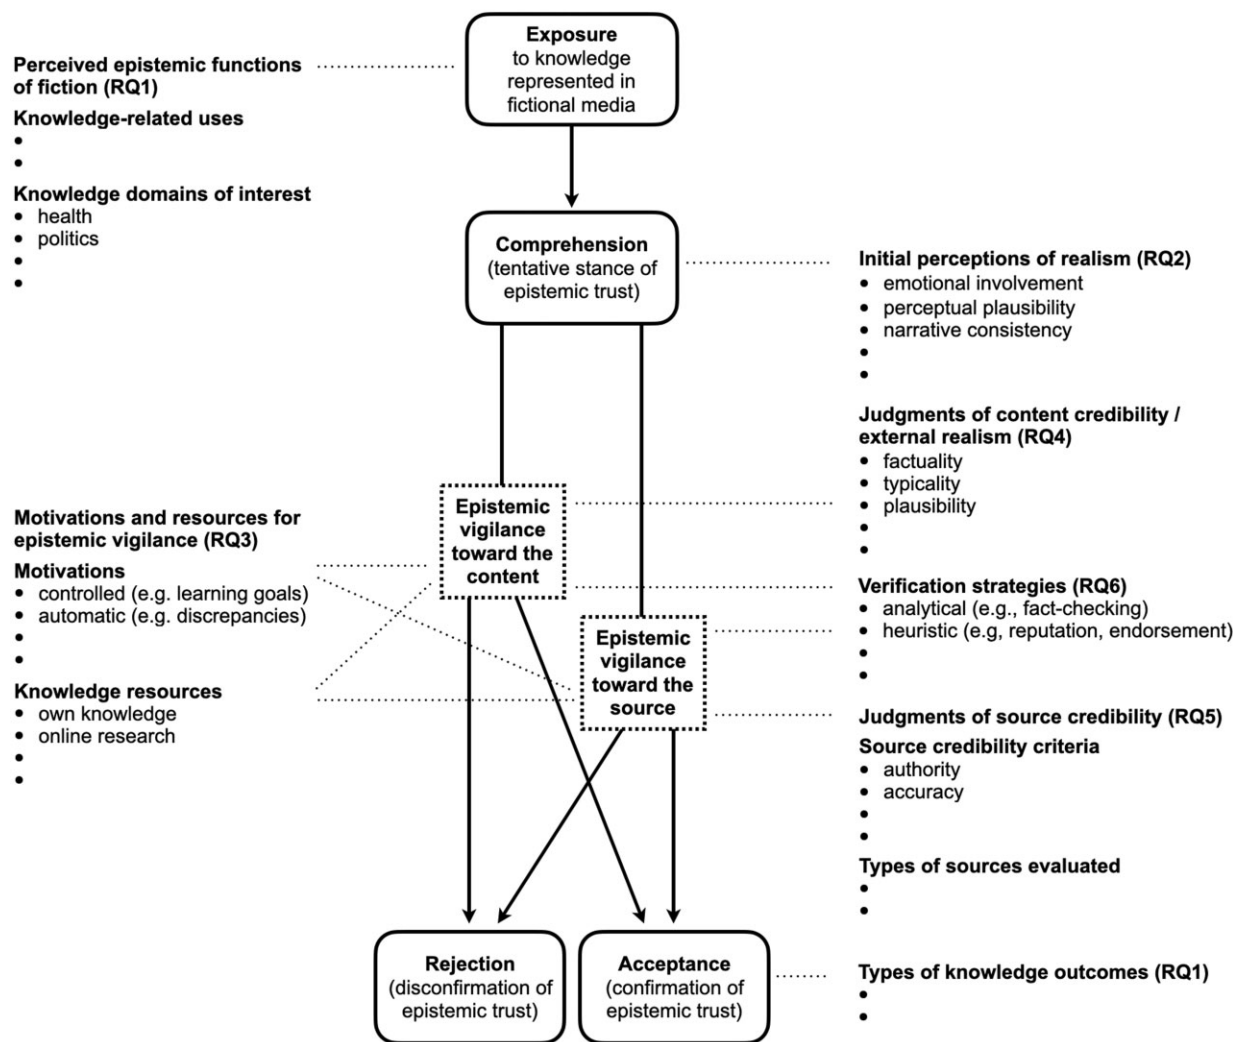 Exposure
to knowledge
represented in
fictional media
Perceived epistemic functions
of fiction (RQ1)
Knowledge-related uses
•
•
Knowledge domains of interest
• health
• politics
•
•
Comprehension
(tentative stance of
epistemic trust)
Initial perceptions of realism (RQ2)
• emotional involvement
• perceptual plausibility
• narrative consistency
•
•
Judgments of content credibility /
external realism (RQ4)
• factuality
• typicality
• plausibility
•
•
Epistemic
vigilance
toward the
content
Motivations and resources for
epistemic vigilance (RQ3)
Motivations
• controlled (e.g. learning goals)
• automatic (e.g. discrepancies)
•
•
Knowledge resources
• own knowledge
• online research
•
•
Verification strategies (RQ6)
• analytical (e.g., fact-checking)
• heuristic (e.g, reputation, endorsement)
•
•
Epistemic
vigilance
toward the
source
Judgments of source credibility (RQ5)
Source credibility criteria
• authority
• accuracy
•
•
Types of sources evaluated
•
•
Rejection
(disconfirmation of
epistemic trust)
Acceptance
(confirmation of
epistemic trust)
Types of knowledge outcomes (RQ1)
•
•